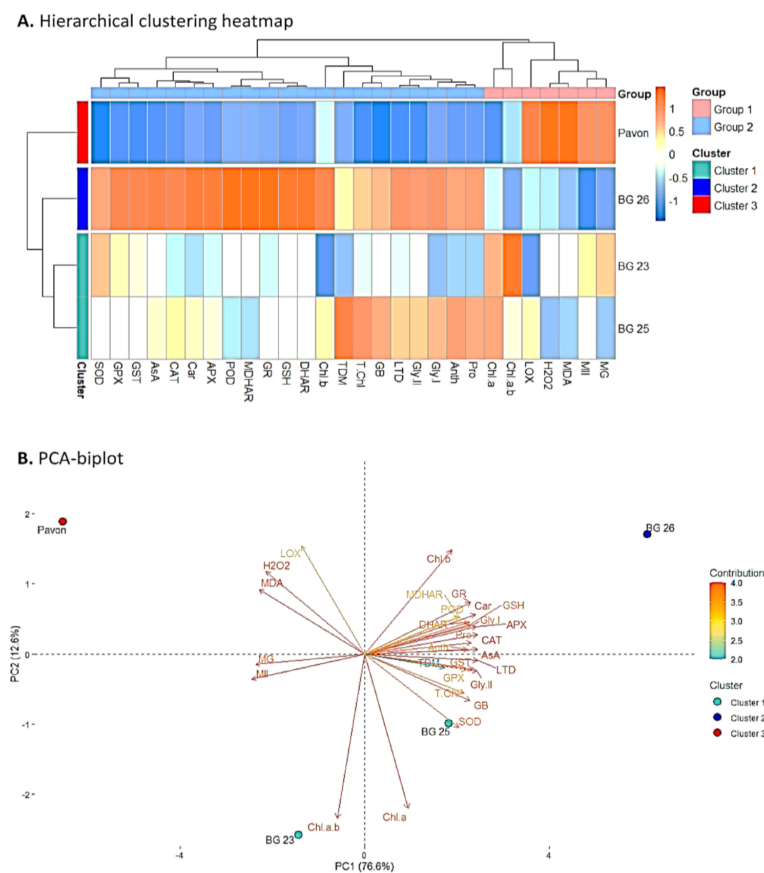 A. Hierarchical clustering heatmap
Group
Pavon
BG 26
BG 23
BG 25
1
0.5
0
-0.5
-1
Group
Group 1
Group 2
Cluster
Cluster 1
Cluster 2
Cluster 3
Cluster
SOD
GPX
GST
AsA
CAT
Car
APX
POD
MDHAR
GR
GSH
DHAR
Chl.b
TDM
T.Chl
GB
LTD
Gly.II
Gly.I
Anth
Pro
Chl.a
Chl.a.b
LOX
H2O2
MDA
MII
MG
B. PCA-biplot
PC2 (12.6%)
2
1
0
-1
-2
Pavon
BG 26
LOX
H2O2
MDA
MG
MII
Chl.b
MDHAR
GR
POD
Car
GSH
DHAR
Gly.I
APX
Pro
CAT
Anth
AsA
TDM
GST
LTD
GPX
Gly.II
T.Chl
GB
SOD
BG 25
Chl.a
Chl.a.b
BG 23
-4
0
4
PC1 (76.6%)
Contribution
4.0
3.5
3.0
2.5
2.0
Cluster
Cluster 1
Cluster 2
Cluster 3